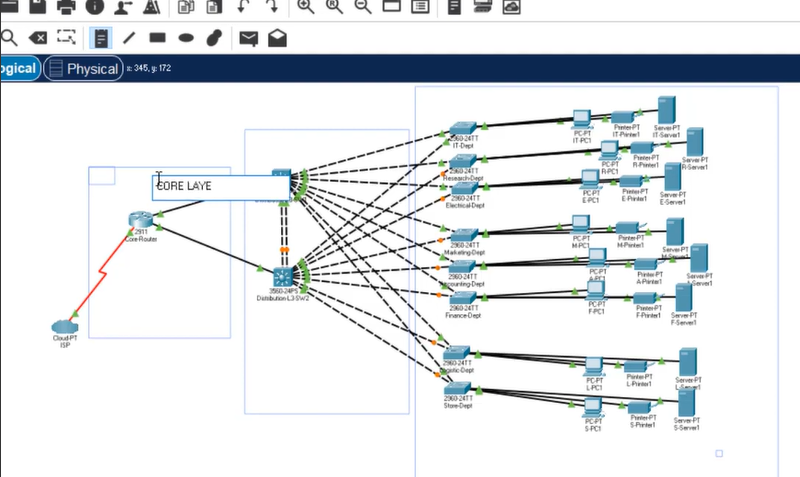 ogical
Physical
x: 345, y: 172
CORE LAYE
2911
Core-Router
Cloud-PT
ISP
3560-24PS
Distribution L3-SW2
2960-24TT
IT-Dept
2960-24TT
Research-Dept
2960-24TT
Electrical-Dept
2960-24TT
Marketing-Dept
2960-24TT
ccounting-Dept
2960-24TT
Finance-Dept
2960-24TT
ogistic-Dept
2960-24TT
Store-Dept
PC-PT
IT-PC1
Printer-PT
IT-Printer1
Server-PT
IT-Server1
PC-PT
R-PC1
Printer-PT
R-Printer1
Server-PT
R-Server1
PC-PT
E-PC1
Printer-PT
E-Printer1
Server-PT
E-Server1
PC-PT
M-PC1
Printer-PT
M-Printer1
Server-PT
PC-PT
A-PC1
Printer-PT
A-Printer1
Server-PT
PC-PT
F-PC1
Printer-PT
F-Printer1
Server-PT
F-Server1
PC-PT
L-PC1
Printer-PT
L-Printer1
Server-PT
L-Server1
PC-PT
S-PC1
Printer-PT
S-Printer1
Server-PT
S-Server1